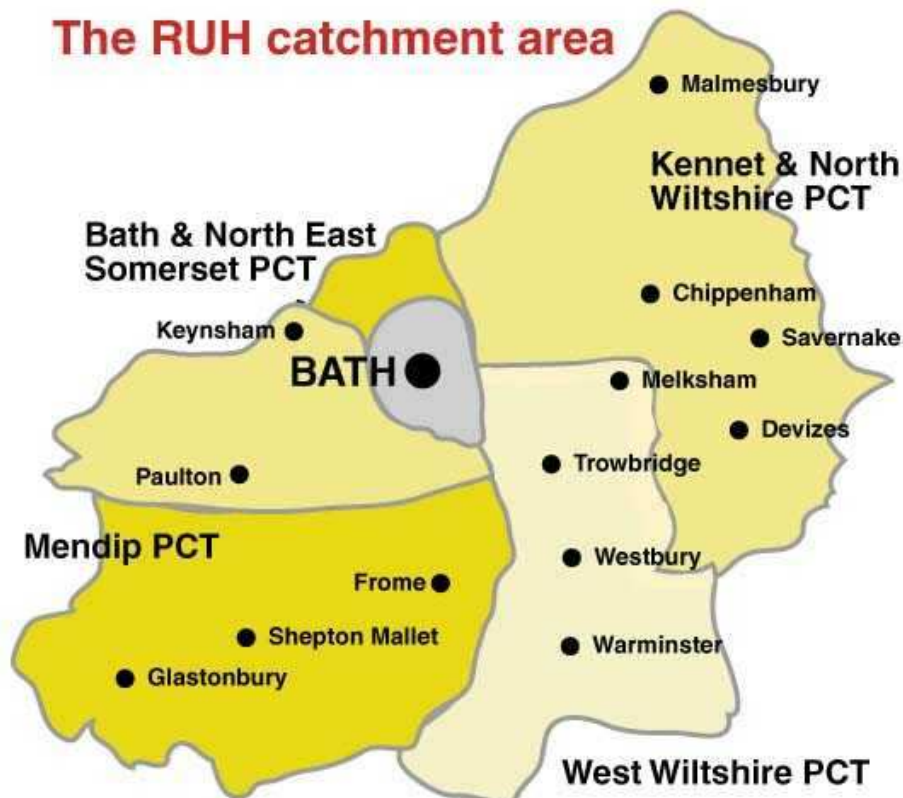 The RUH catchment area
Malmesbury
Kennet & North
Wiltshire PCT
Bath & North East
Somerset PCT
Chippenham
Keynsham
Savernake
BATH
Melksham
Devizes
Trowbridge
Paulton
Mendip PCT
Westbury
Frome
Shepton Mallet
Warminster
Glastonbury
West Wiltshire PCT